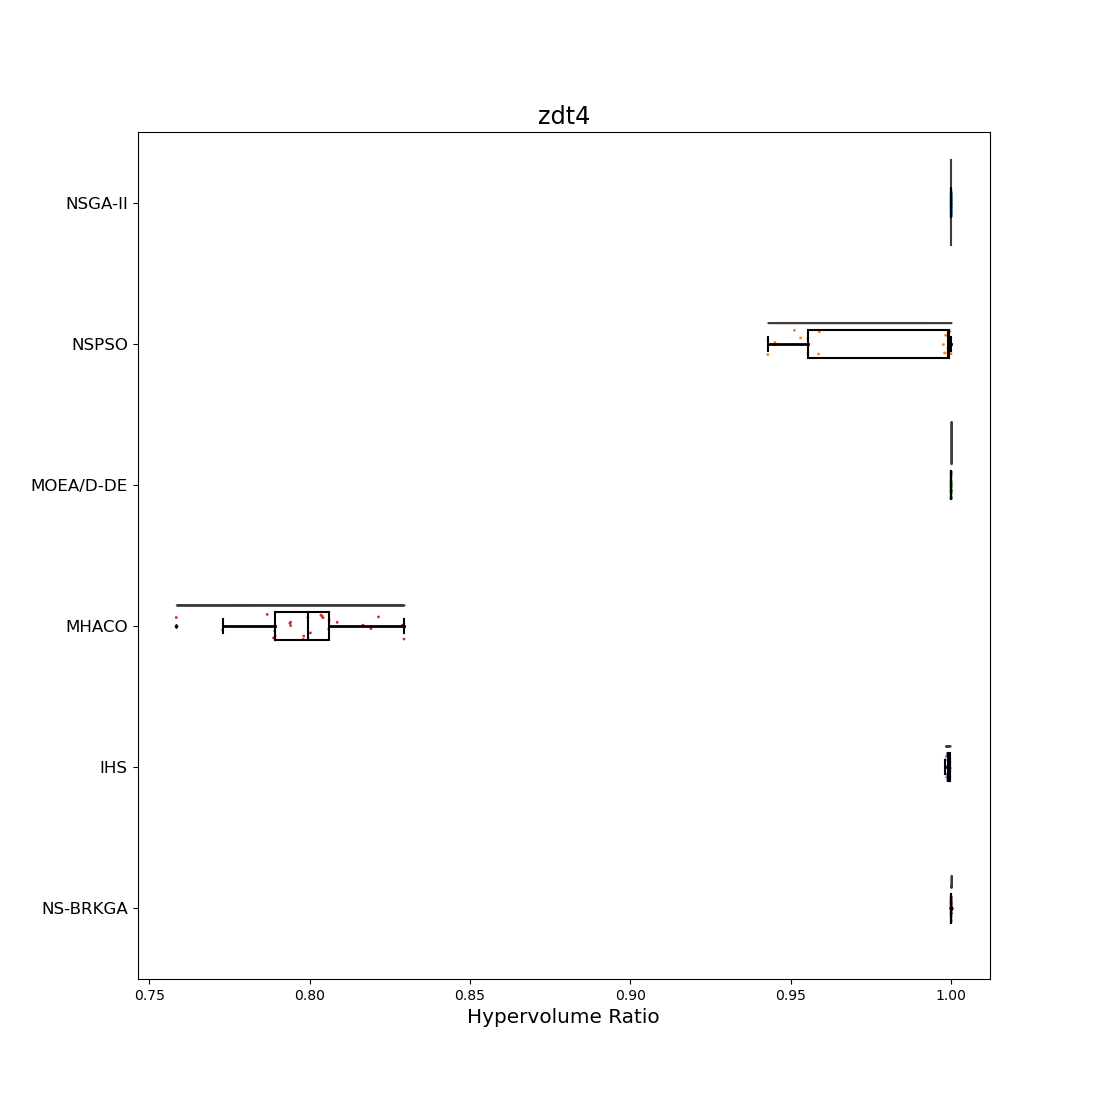 zdt4
NSGA-II
NSPSO
MOEA/D-DE
MHACO
IHS
NS-BRKGA
0.75 0.80 0.85 0.90 0.95 1.00
Hypervolume Ratio